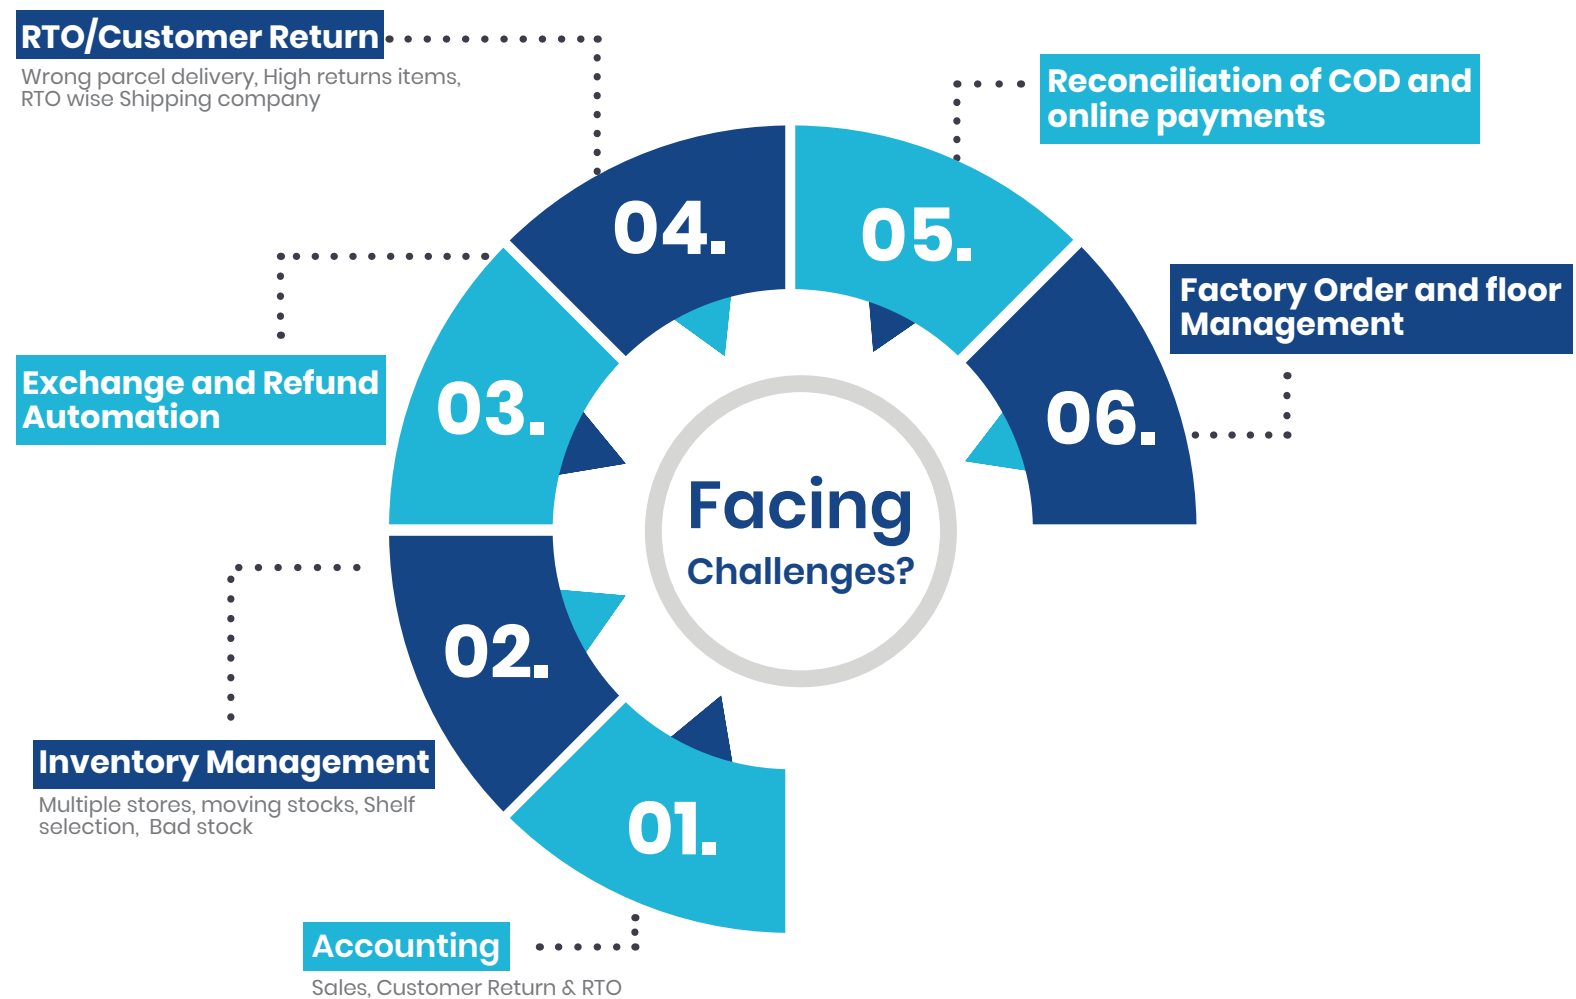 RTO/Customer Return
Wrong parcel delivery, High returns items,
RTO wise Shipping company
Reconciliation of COD and
online payments
04.
05.
Exchange and Refund
Automation
03.
Factory Order and floor
Management
06.
Facing
Challenges?
02.
Inventory Management
Multiple stores, moving stocks, Shelf
selection, Bad stock
01.
Accounting
Sales, Customer Return & RTO